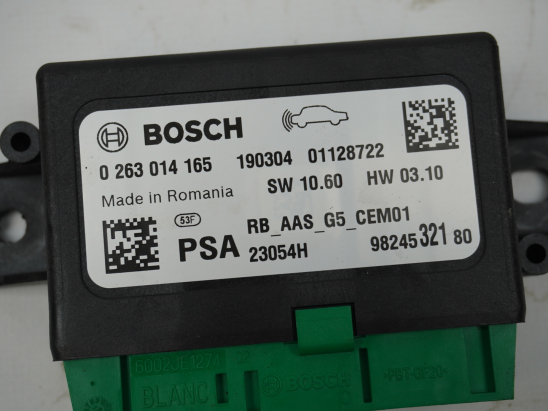 BOSCH
0 263 014 165 190304 01128722
Made in Romania SW 10.60 HW 03.10
53F RB_AAS_G5_CEM01
PSA 23054H 98245 321 80
BLANC BOSCH